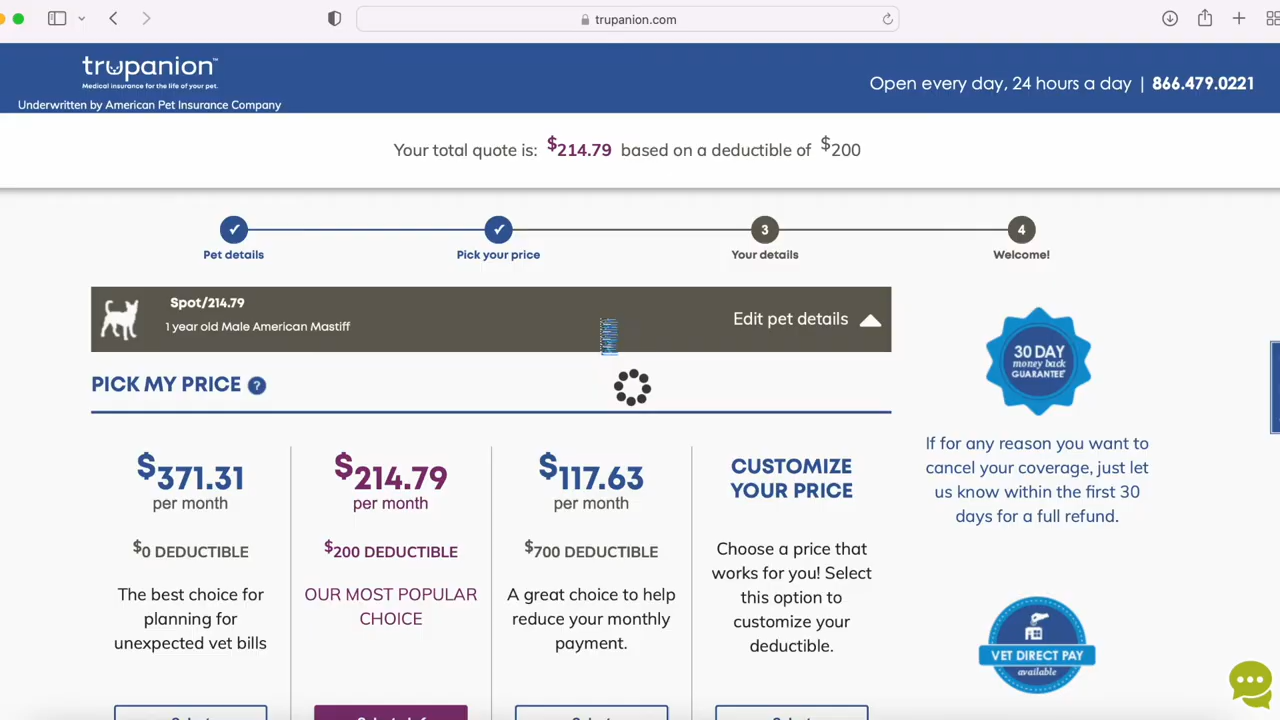 trupanion.com
trupanion™
Medical insurance for the life of your pet.
Underwritten by American Pet Insurance Company
Open every day, 24 hours a day | 866.479.0221
Your total quote is: $214.79 based on a deductible of $200
✓ ✓ 3 4
Pet details Pick your price Your details Welcome!
Spot/214.79
1 year old Male American Mastiff
Edit pet details
PICK MY PRICE ?
$371.31
per month
$0 DEDUCTIBLE
The best choice for
planning for
unexpected vet bills
$214.79
per month
$200 DEDUCTIBLE
OUR MOST POPULAR
CHOICE
$117.63
per month
$700 DEDUCTIBLE
A great choice to help
reduce your monthly
payment.
CUSTOMIZE
YOUR PRICE
Choose a price that
works for you! Select
this option to
customize your
deductible.
30 DAY
money back
GUARANTEE*
If for any reason you want to
cancel your coverage, just let
us know within the first 30
days for a full refund.
VET DIRECT PAY
available